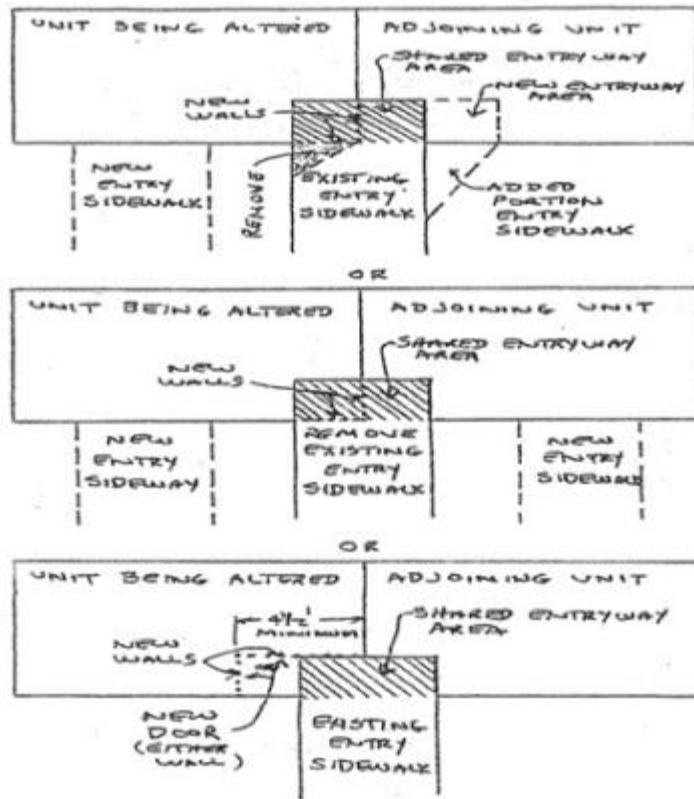 UNIT BEING ALTERED
ADJOINING UNIT
SHARED ENTRYWAY
AREA
NEW ENTRYWAY
AREA
NEW
WALLS
NEW
ENTRY
SIDEWALK
REMOVE
EXISTING
ENTRY
SIDEWALK
ADDED
PORTION
ENTRY
SIDEWALK
OR
UNIT BEING ALTERED
ADJOINING UNIT
SHARED ENTRYWAY
AREA
NEW
WALLS
NEW
ENTRY
SIDEWAY
REMOVE
EXISTING
ENTRY
SIDEWALK
NEW
ENTRY
SIDEWALK
OR
UNIT BEING ALTERED
ADJOINING UNIT
4½'
MINIMUM
SHARED ENTRYWAY
AREA
NEW
WALLS
NEW
DOOR
(EITHER
WALL)
EXISTING
ENTRY
SIDEWALK